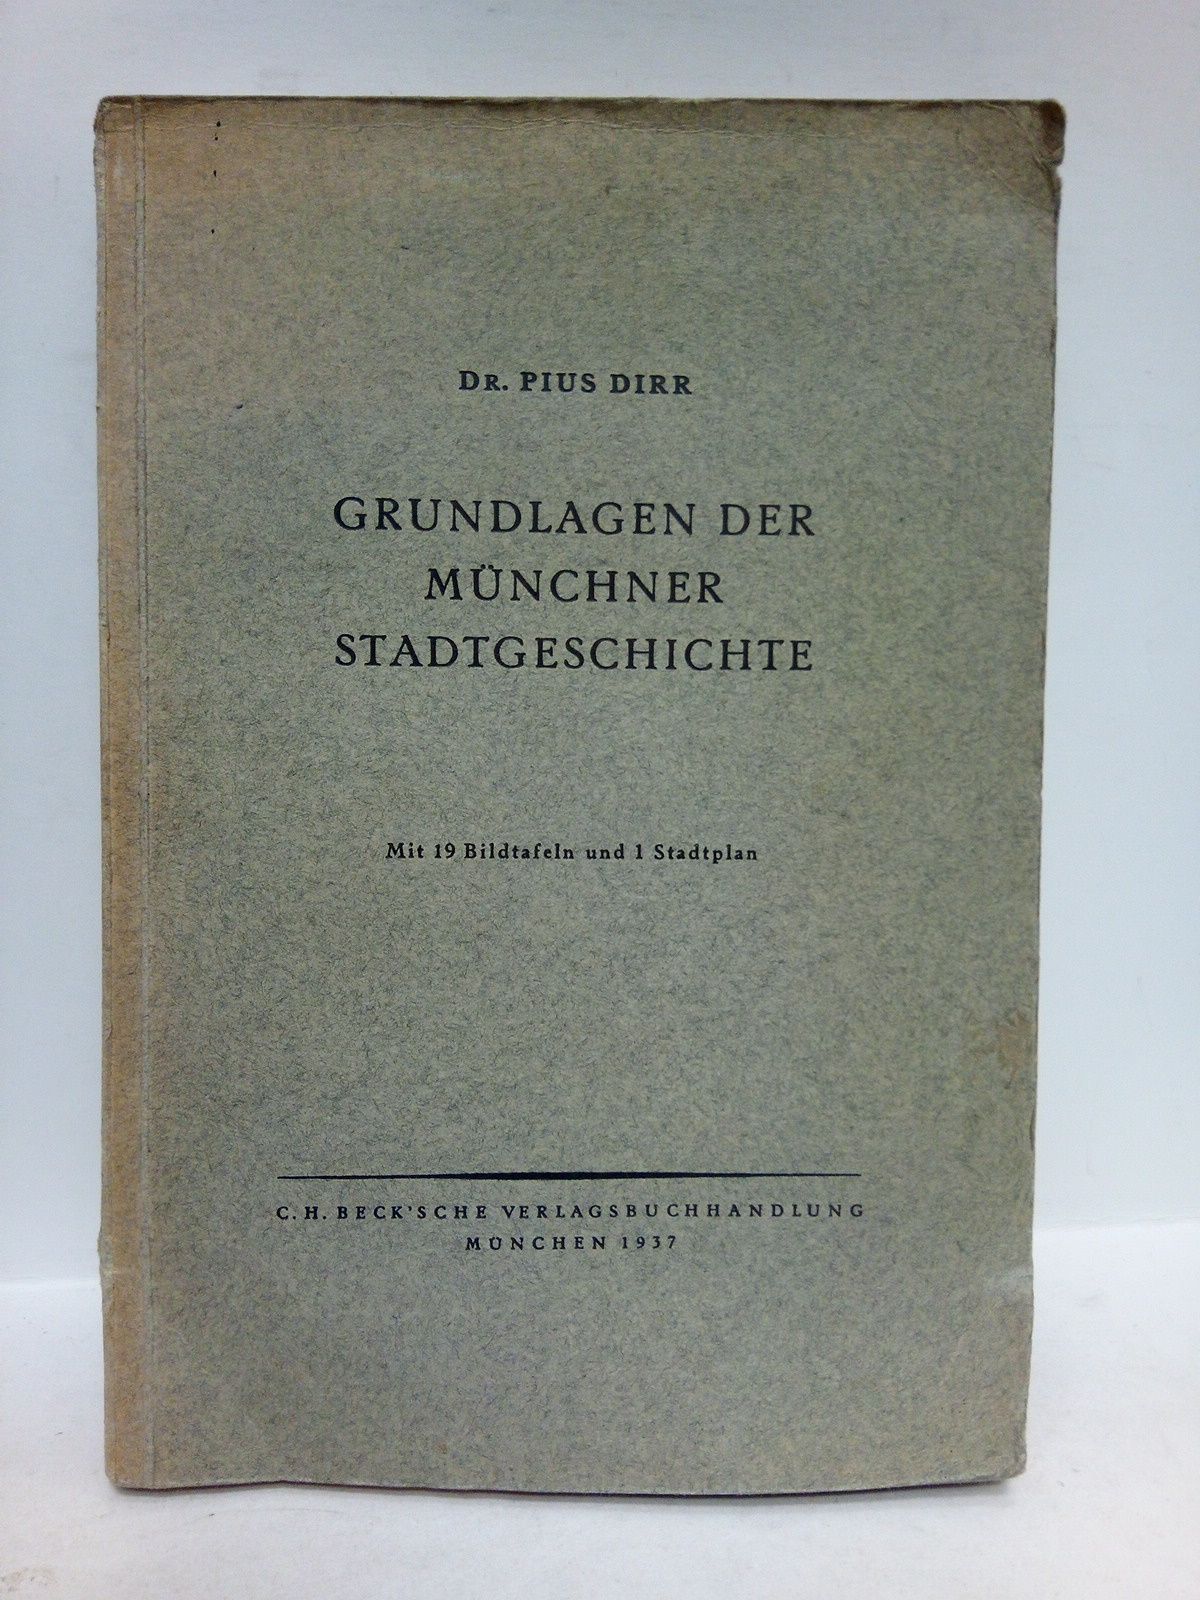 DR. PIUS DIRR
GRUNDLAGEN DER
MÜNCHNER
STADTGESCHICHTE
Mit 19 Bildtafeln und 1 Stadtplan
C. H. BECK'SCHE VERLAGSBUCHHANDLUNG
MÜNCHEN 1937